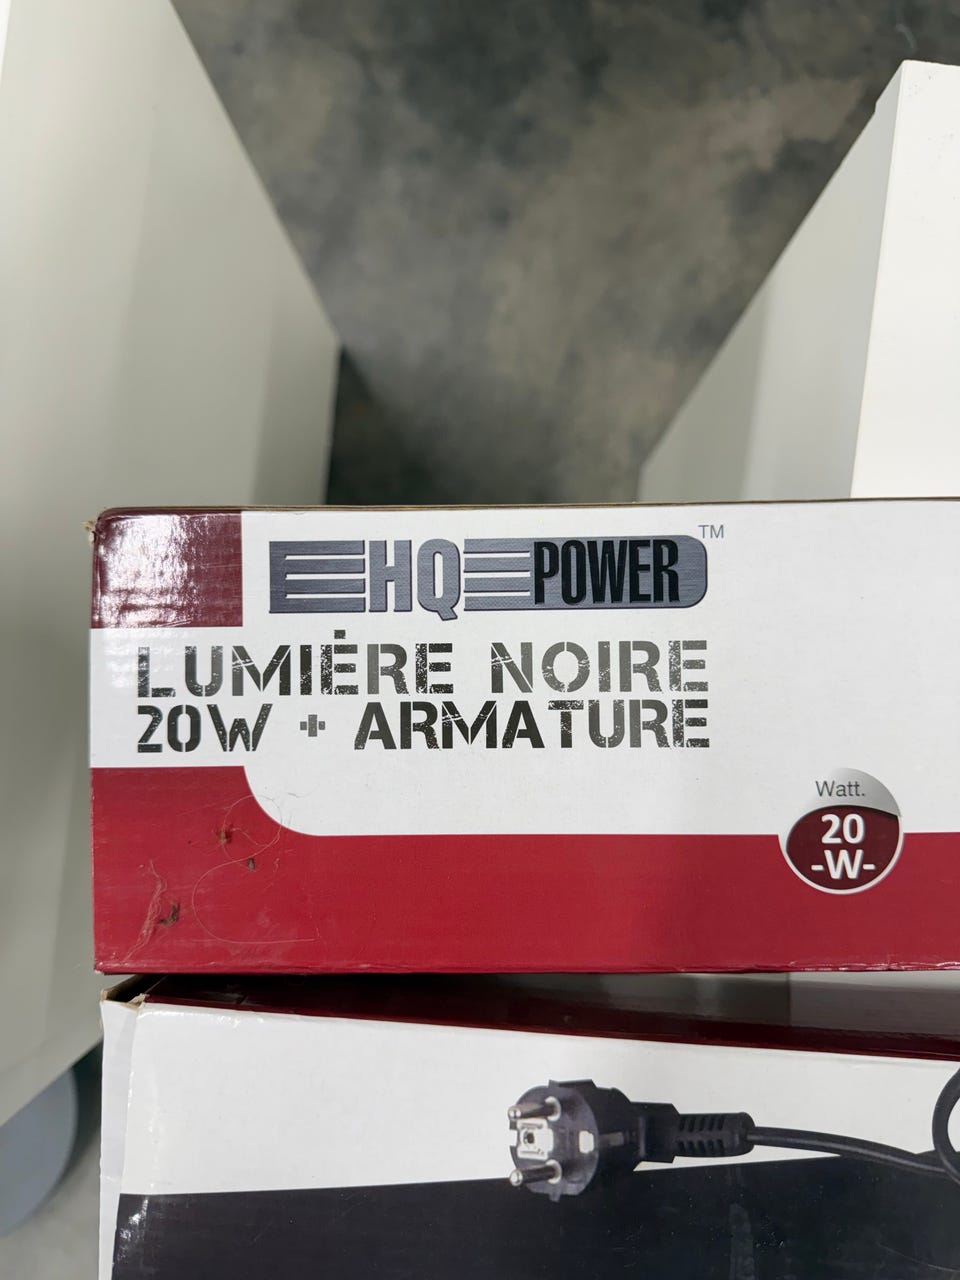 HQ POWER TM
LUMIÈRE NOIRE
20W + ARMATURE
Watt.
20
-W-